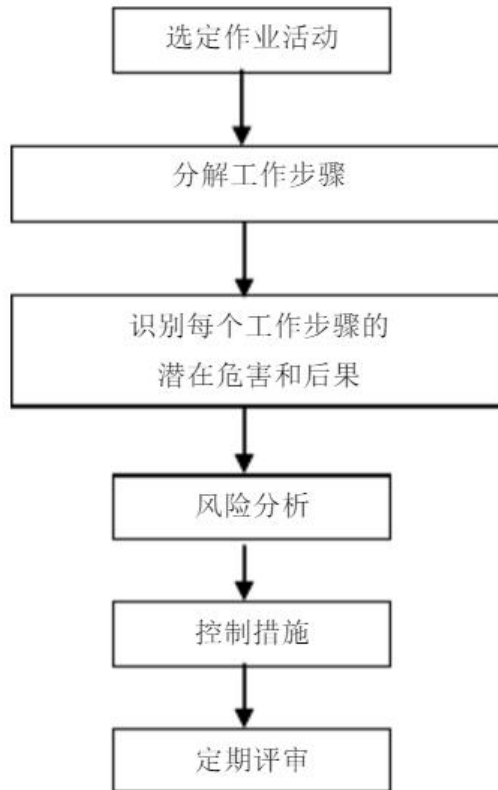 选定作业活动
分解工作步骤
识别每个工作步骤的
潜在危害和后果
风险分析
控制措施
定期评审